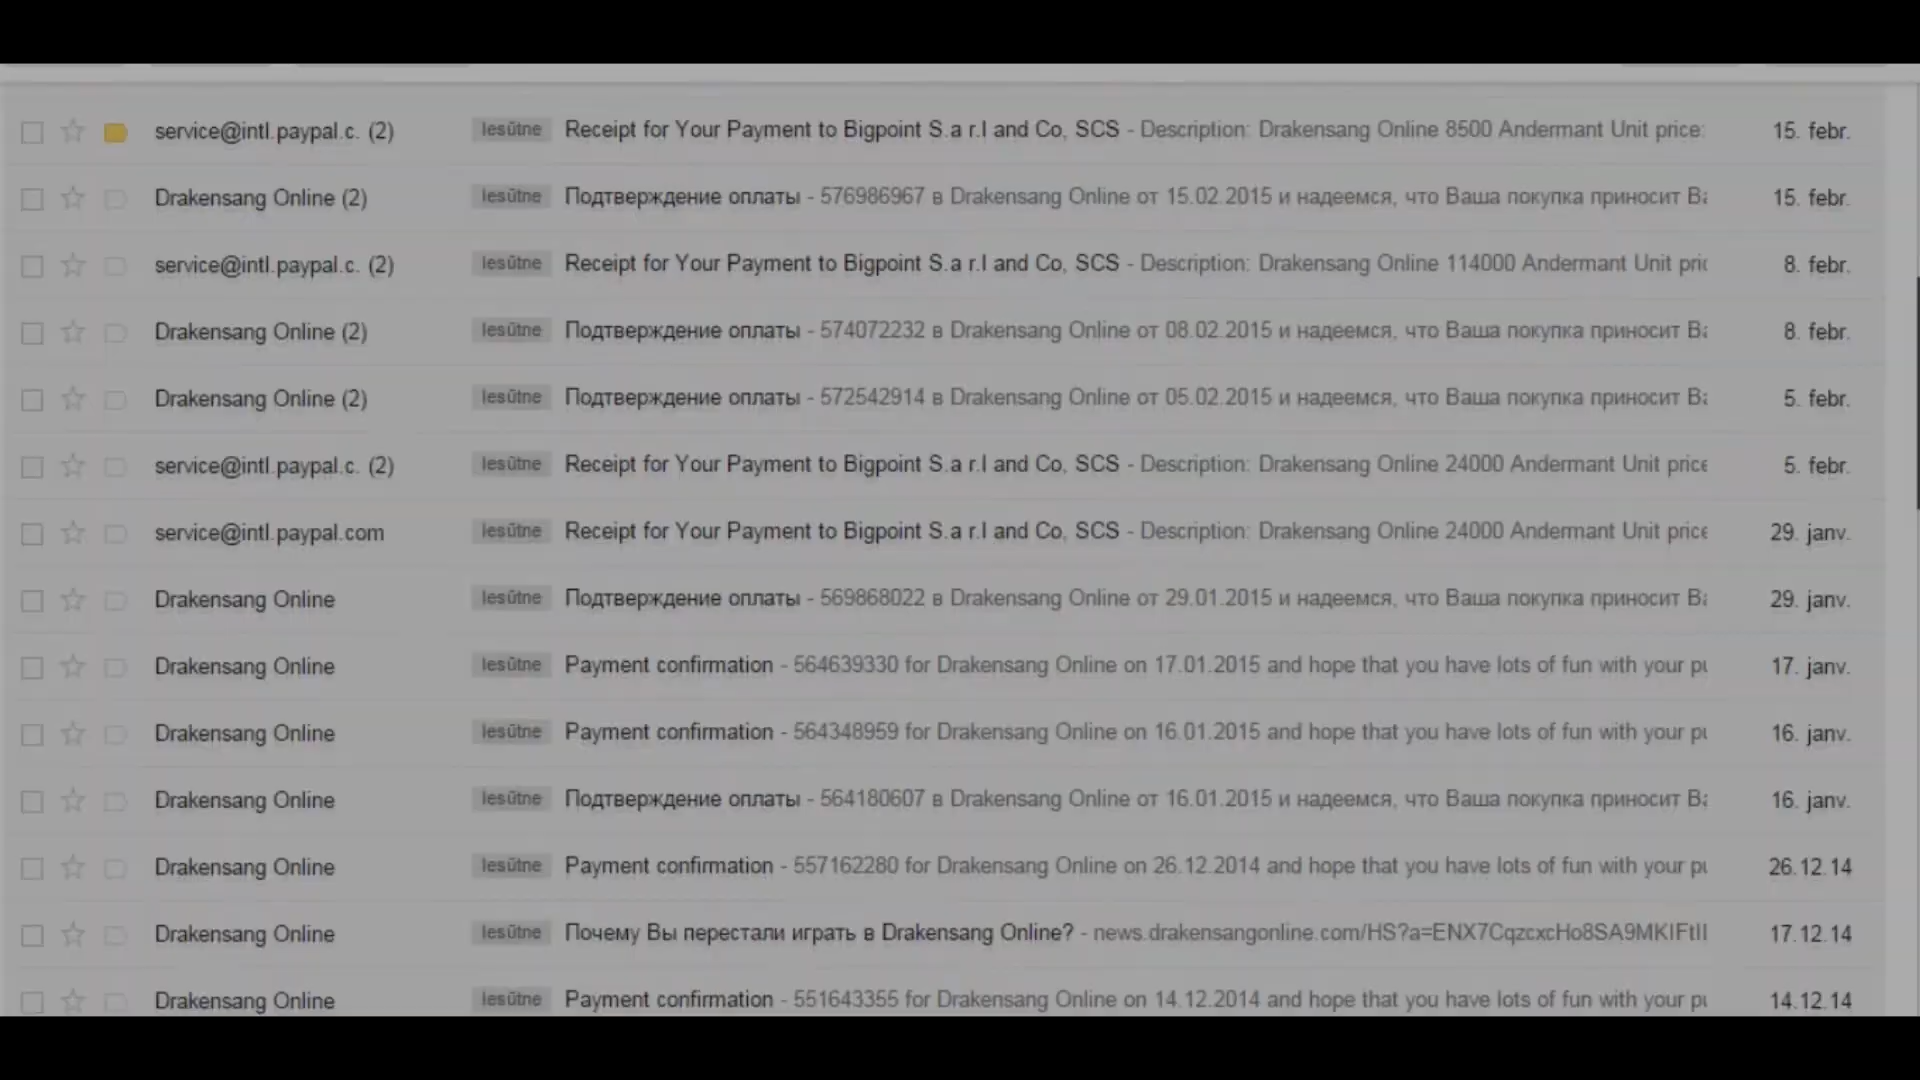 service@intl.paypal.c. (2) Iesūtne Receipt for Your Payment to Bigpoint S.a r.l and Co, SCS - Description: Drakensang Online 8500 Andermant Unit price: 15. febr.
Drakensang Online (2) Iesūtne Подтверждение оплаты - 576986967 в Drakensang Online от 15.02.2015 и надеемся, что Ваша покупка приносит 15. febr.
service@intl.paypal.c. (2) Iesūtne Receipt for Your Payment to Bigpoint S.a r.l and Co, SCS - Description: Drakensang Online 114000 Andermant Unit pric 8. febr.
Drakensang Online (2) Iesūtne Подтверждение оплаты - 574072232 в Drakensang Online от 08.02.2015 и надеемся, что Ваша покупка приносит 8. febr.
Drakensang Online (2) Iesūtne Подтверждение оплаты - 572542914 в Drakensang Online от 05.02.2015 и надеемся, что Ваша покупка приносит 5. febr.
service@intl.paypal.c. (2) Iesūtne Receipt for Your Payment to Bigpoint S.a r.l and Co, SCS - Description: Drakensang Online 24000 Andermant Unit price 5. febr.
service@intl.paypal.com Iesūtne Receipt for Your Payment to Bigpoint S.a r.l and Co, SCS - Description: Drakensang Online 24000 Andermant Unit price 29. janv.
Drakensang Online Iesūtne Подтверждение оплаты - 569868022 в Drakensang Online от 29.01.2015 и надеемся, что Ваша покупка приносит 29. janv.
Drakensang Online Iesūtne Payment confirmation - 564639330 for Drakensang Online on 17.01.2015 and hope that you have lots of fun with your 17. janv.
Drakensang Online Iesūtne Payment confirmation - 564348959 for Drakensang Online on 16.01.2015 and hope that you have lots of fun with your 16. janv.
Drakensang Online Iesūtne Подтверждение оплаты - 564180607 в Drakensang Online от 16.01.2015 и надеемся, что Ваша покупка приносит 16. janv.
Drakensang Online Iesūtne Payment confirmation - 557162280 for Drakensang Online on 26.12.2014 and hope that you have lots of fun with your 26.12.14
Drakensang Online Iesūtne Почему Вы перестали играть в Drakensang Online? - 17.12.14
Drakensang Online Iesūtne Payment confirmation - 551643355 for Drakensang Online on 14.12.2014 and hope that you have lots of fun with your 14.12.14